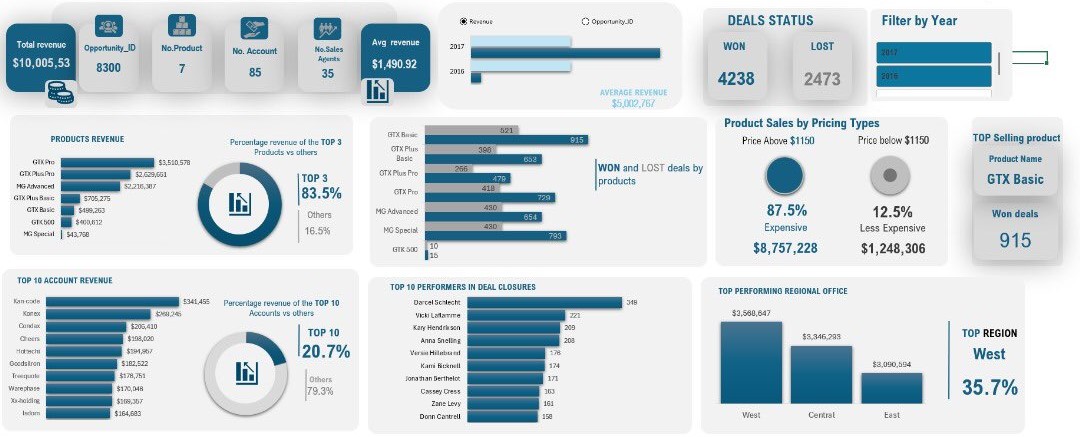 Total revenue
$10,005,53
Opportunity_ID
8300
No.Product
7
No. Account
85
No.Sales
Agents
35
Avg revenue
$1,490.92
Revenue
Opportunity_ID
2017
2016
AVERAGE REVENUE
$5,002,767
DEALS STATUS
WON
4238
LOST
2473
Filter by Year
2017
2016
PRODUCTS REVENUE
GTX Pro
$3,510,578
GTX Plus Pro
$2,629,651
MG Advanced
$2,216,387
GTX Plus Basic
$705,275
GTX Basic
$499,263
GTK 500
$400,612
MG Special
$43,768
Percentage revenue of the TOP 3
Products vs others
TOP 3
83.5%
Others
16.5%
GTX Basic
521
915
GTX Plus
Basic
398
653
GTX Plus Pro
266
479
GTX Pro
418
729
MG Advanced
430
654
MG Special
430
793
GTK 500
10
15
WON and LOST deals by
products
Product Sales by Pricing Types
Price Above $1150
87.5%
Expensive
$8,757,228
Price below $1150
12.5%
Less Expensive
$1,248,306
TOP Selling product
Product Name
GTX Basic
Won deals
915
TOP 10 ACCOUNT REVENUE
Kan-code
$341,455
Konex
$269,245
Condax
$206,410
Cheers
$198,020
Hottechi
$194,957
Goodsilron
$182,522
Treequote
$176,751
Warephase
$170,046
Xx-holding
$169,357
Isdom
$164,683
Percentage revenue of the TOP 10
Accounts vs others
TOP 10
20.7%
Others
79.3%
TOP 10 PERFORMERS IN DEAL CLOSURES
Darcel Schlecht
349
Vicki Laflamme
221
Kary Hendrixson
209
Anna Snelling
208
Versie Hillebrand
176
Kami Bicknell
174
Jonathan Berthelot
171
Cassey Cress
163
Zane Levy
161
Donn Cantrell
158
TOP PERFORMING REGIONAL OFFICE
$3,568,647
$3,346,293
$3,090,594
West
Central
East
TOP REGION
West
35.7%